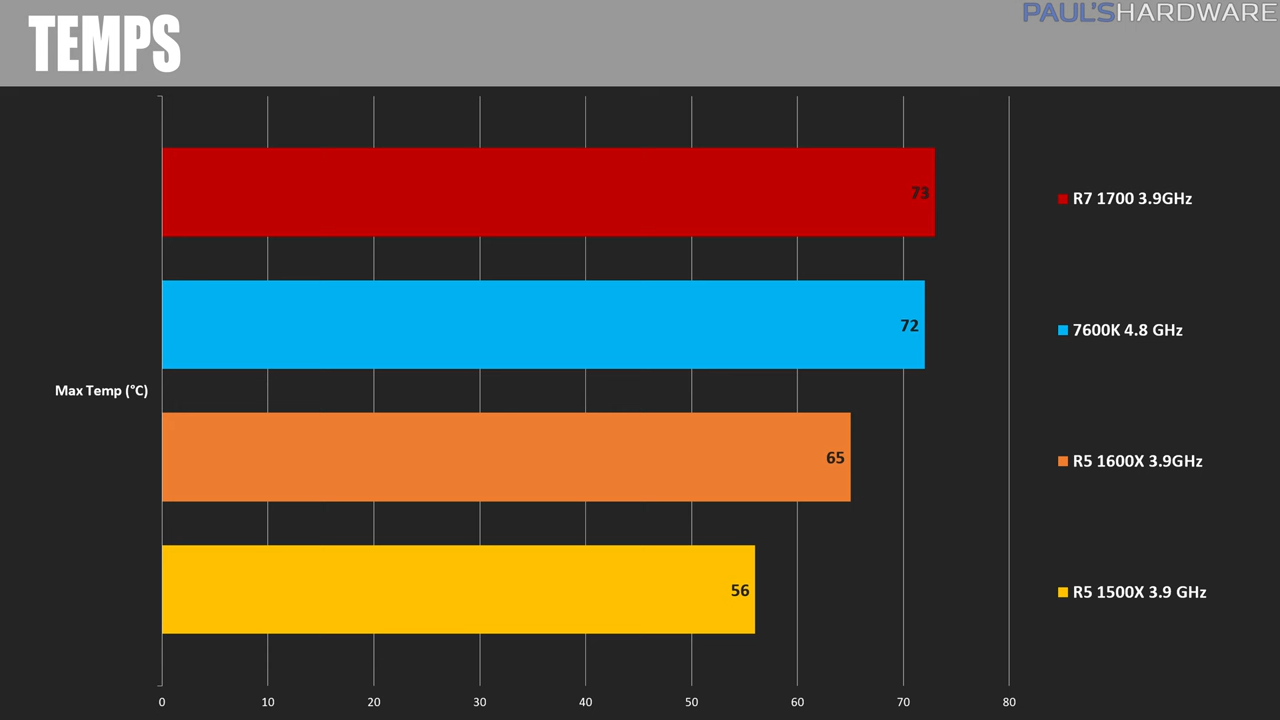 TEMPS
PAUL'SHARDWARE
73
R7 1700 3.9GHz
72
7600K 4.8 GHz
Max Temp (°C)
65
R5 1600X 3.9GHz
56
R5 1500X 3.9 GHz
0 10 20 30 40 50 60 70 80